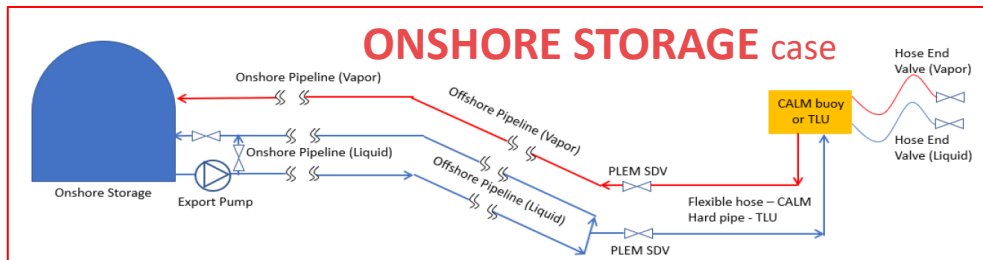 ONSHORE STORAGE case
Hose End
Valve (Vapor)
Onshore Pipeline (Vapor)
Offshore Pipeline (Vapor)
CALM buoy
or TLU
Hose End
Valve (Liquid)
Onshore Pipeline (Liquid)
Offshore Pipeline (Liquid)
PLEM SDV
Onshore Storage
Export Pump
Flexible hose – CALM
Hard pipe - TLU
PLEM SDV